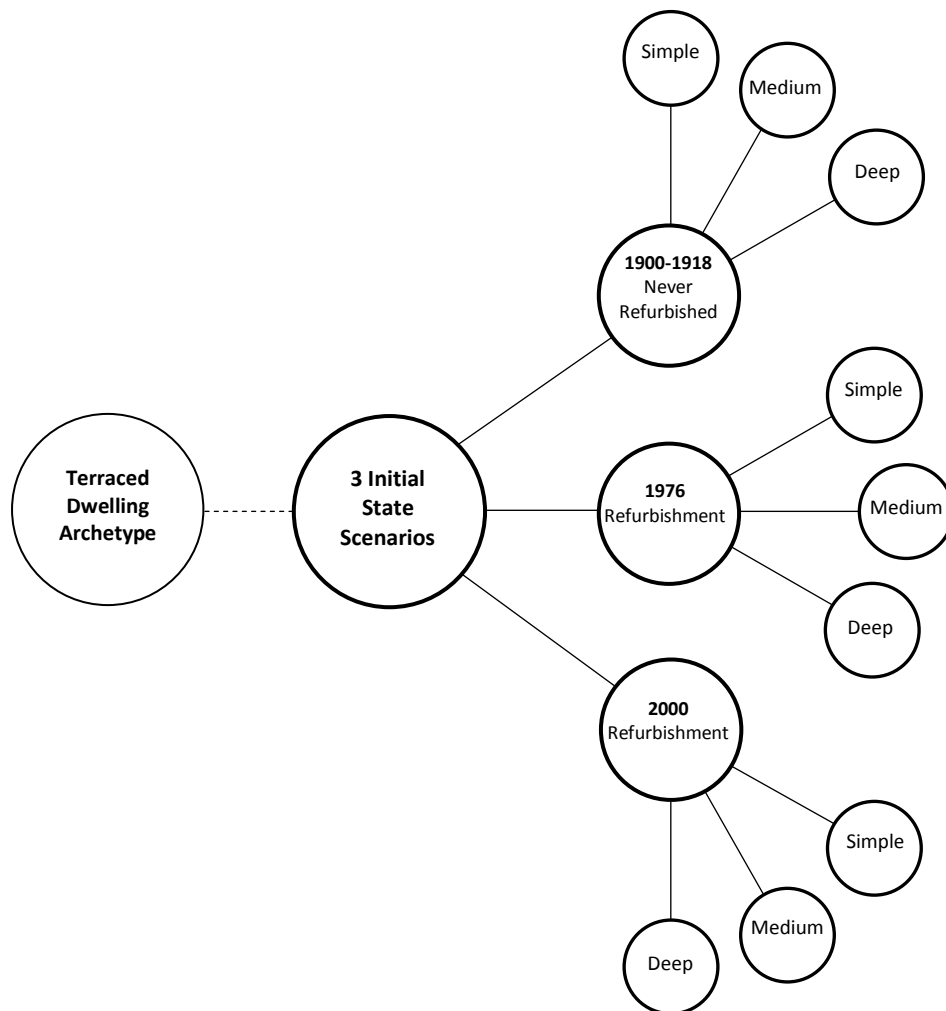 Simple
Medium
Deep
1900-1918
Never
Refurbished
Terraced
Dwelling
Archetype
3 Initial
State
Scenarios
1976
Refurbishment
Simple
Medium
Deep
2000
Refurbishment
Simple
Medium
Deep